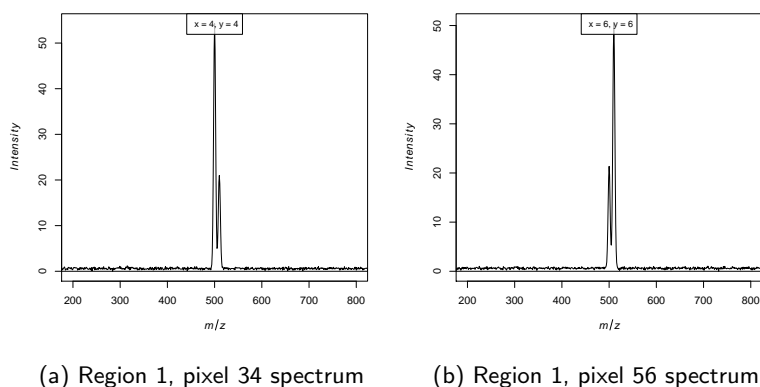 x = 4, y = 4
Intensity
50
40
30
20
10
0
200 300 400 500 600 700 800
m/z
(a) Region 1, pixel 34 spectrum
x = 6, y = 6
Intensity
50
40
30
20
10
0
200 300 400 500 600 700 800
m/z
(b) Region 1, pixel 56 spectrum